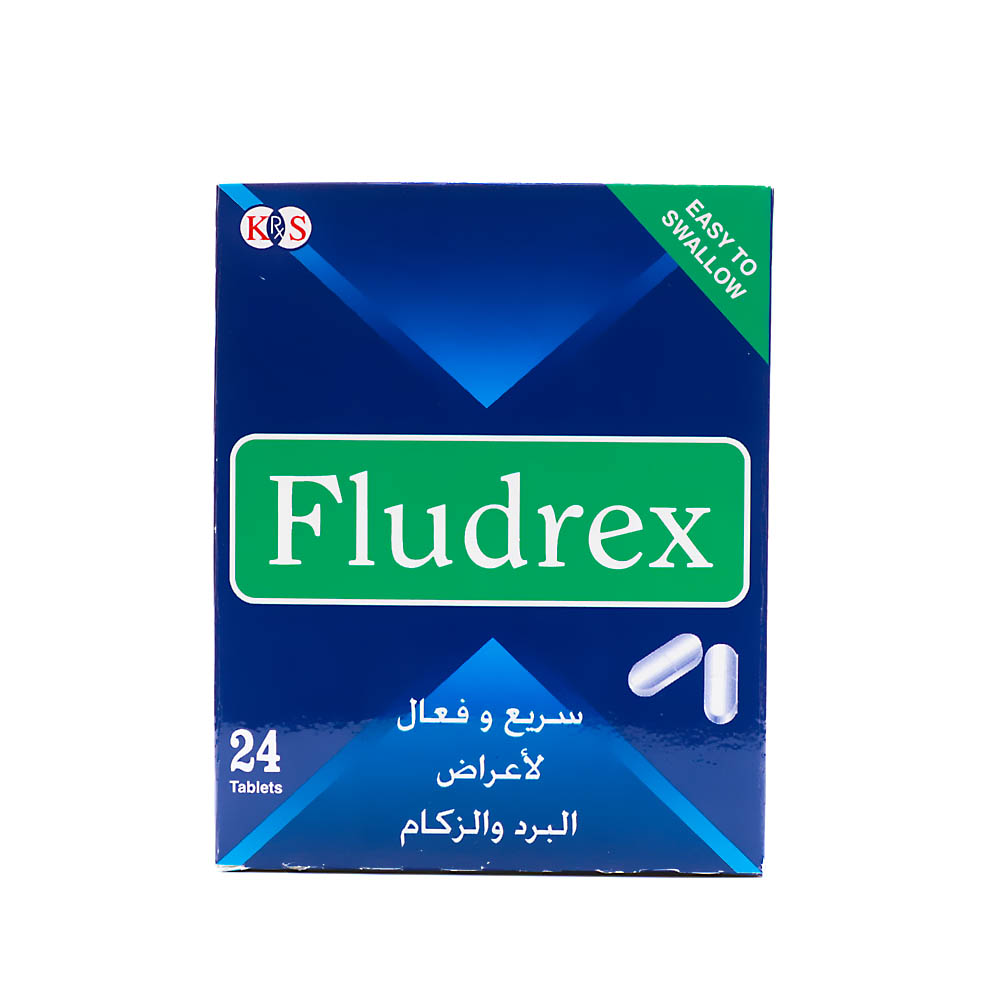 KRxS
EASY TO
SWALLOW
Fludrex
سريع و فعال
لأعراض
البرد والزكام
24
Tablets